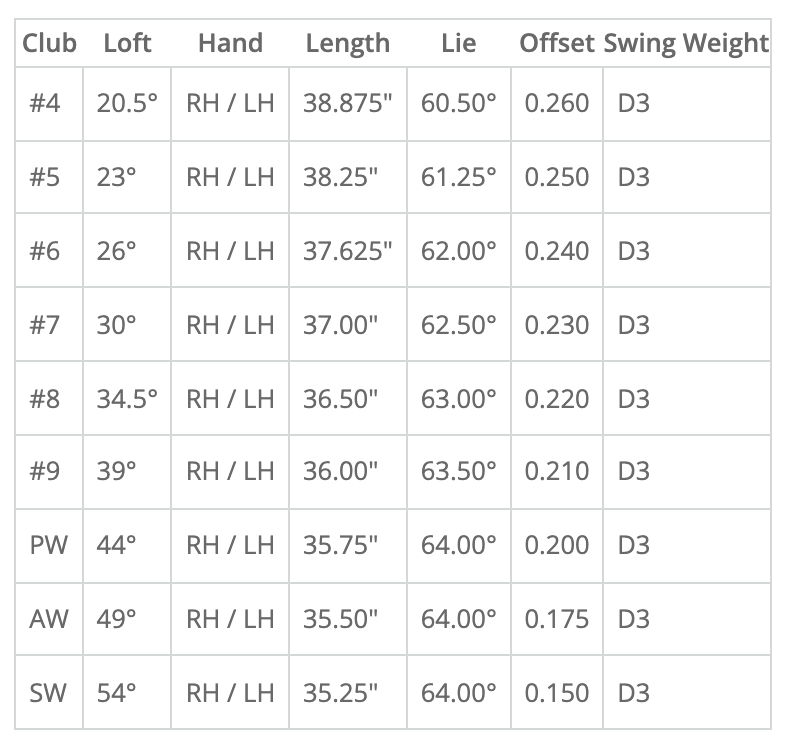 Club Loft Hand Length Lie Offset Swing Weight
#4 20.5° RH / LH 38.875" 60.50° 0.260 D3
#5 23° RH / LH 38.25" 61.25° 0.250 D3
#6 26° RH / LH 37.625" 62.00° 0.240 D3
#7 30° RH / LH 37.00" 62.50° 0.230 D3
#8 34.5° RH / LH 36.50" 63.00° 0.220 D3
#9 39° RH / LH 36.00" 63.50° 0.210 D3
PW 44° RH / LH 35.75" 64.00° 0.200 D3
AW 49° RH / LH 35.50" 64.00° 0.175 D3
SW 54° RH / LH 35.25" 64.00° 0.150 D3